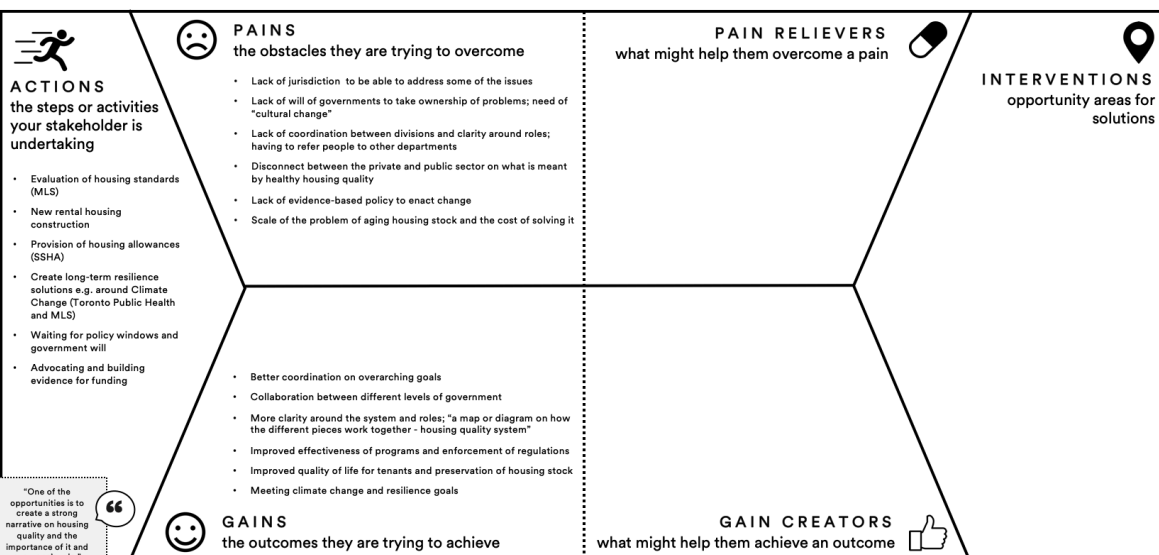 PAINS
the obstacles they are trying to overcome
• Lack of jurisdiction to be able to address some of the issues
• Lack of will of governments to take ownership of problems; need of
“cultural change”
• Lack of coordination between divisions and clarity around roles;
having to refer people to other departments
• Disconnect between the private and public sector on what is meant
by healthy housing quality
• Lack of evidence-based policy to enact change
• Scale of the problem of aging housing stock and the cost of solving it
PAIN RELIEVERS
what might help them overcome a pain
ACTIONS
the steps or activities
your stakeholder is
undertaking
• Evaluation of housing standards
(MLS)
• New rental housing
construction
• Provision of housing allowances
(SSHA)
• Create long-term resilience
solutions e.g. around Climate
Change (Toronto Public Health
and MLS)
• Waiting for policy windows and
government will
• Advocating and building
evidence for funding
INTERVENTIONS
opportunity areas for
solutions
• Better coordination on overarching goals
• Collaboration between different levels of government
• More clarity around the system and roles; “a map or diagram on how
the different pieces work together - housing quality system”
• Improved effectiveness of programs and enforcement of regulations
• Improved quality of life for tenants and preservation of housing stock
• Meeting climate change and resilience goals
GAINS
the outcomes they are trying to achieve
GAIN CREATORS
what might help them achieve an outcome
“One of the
opportunities is to
create a strong
narrative on housing
quality and the
importance of it and